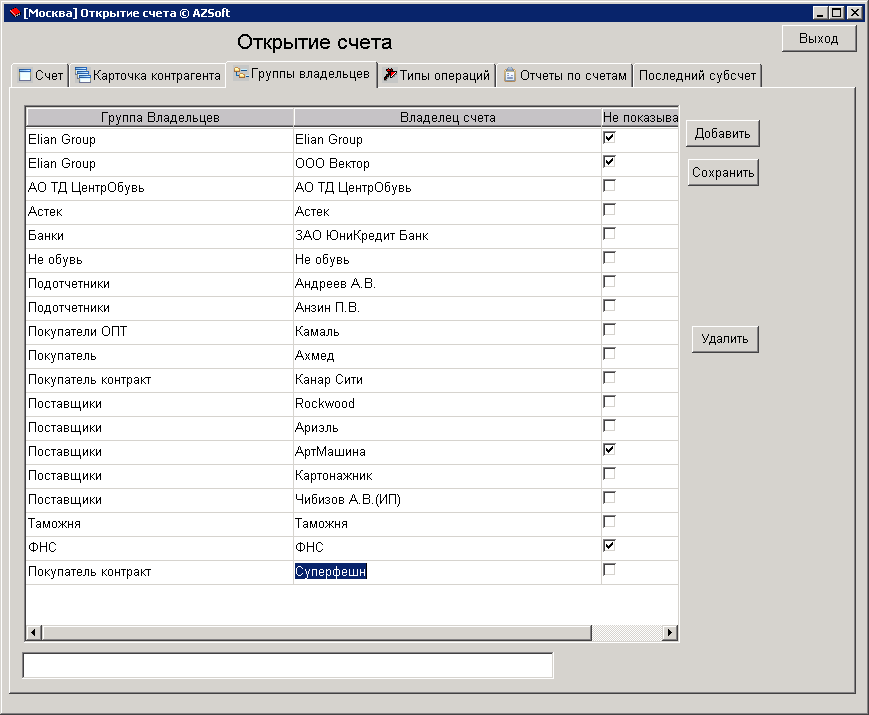 [Москва] Открытие счета © AZSoft
Открытие счета
Выход
Счет Карточка контрагента Группы владельцев Типы операций Отчеты по счетам Последний субсчет
Группа Владельцев Владелец счета Не показыва
Добавить
Elian Group Elian Group
Elian Group ООО Вектор
Сохранить
АО ТД ЦентрОбувь АО ТД ЦентрОбувь
Астек Астек
Банки ЗАО ЮниКредит Банк
Не обувь Не обувь
Подотчетники Андреев А.В.
Подотчетники Анзин П.В.
Покупатели ОПТ Камаль
Удалить
Покупатель Ахмед
Покупатель контракт Канар Сити
Поставщики Rockwood
Поставщики Ариэль
Поставщики АртМашина
Поставщики Картонажник
Поставщики Чибизов А.В.(ИП)
Таможня Таможня
ФНС ФНС
Покупатель контракт Суперфешн